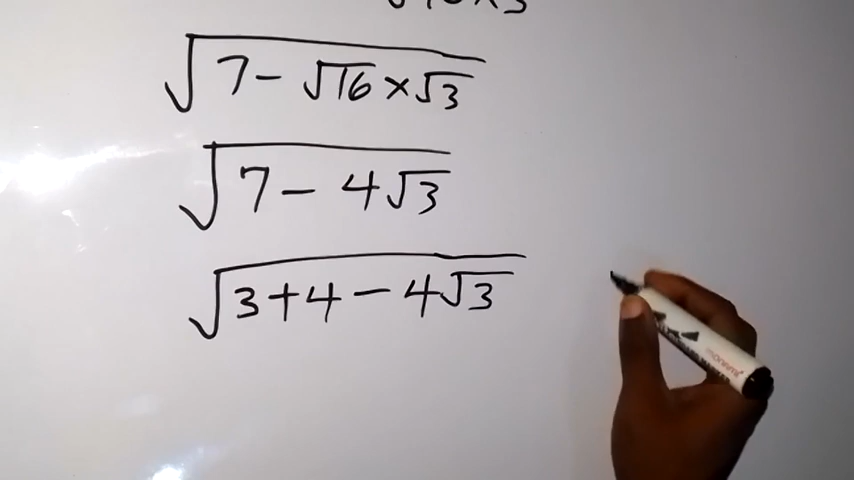 √(7 − √16 × √3)
√(7 − 4√3)
√(3 + 4 − 4√3)